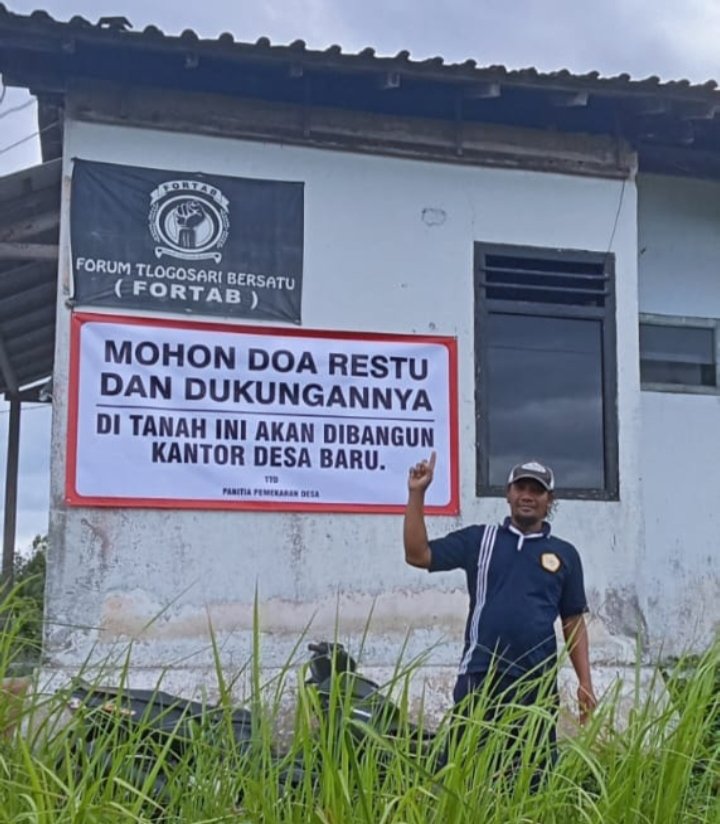 FORTAB
FORUM TLOGOSARI BERSATU
( FORTAB )
MOHON DOA RESTU
DAN DUKUNGANNYA
DI TANAH INI AKAN DIBANGUN
KANTOR DESA BARU.
TTD
PANITIA PEMEKARAN DESA